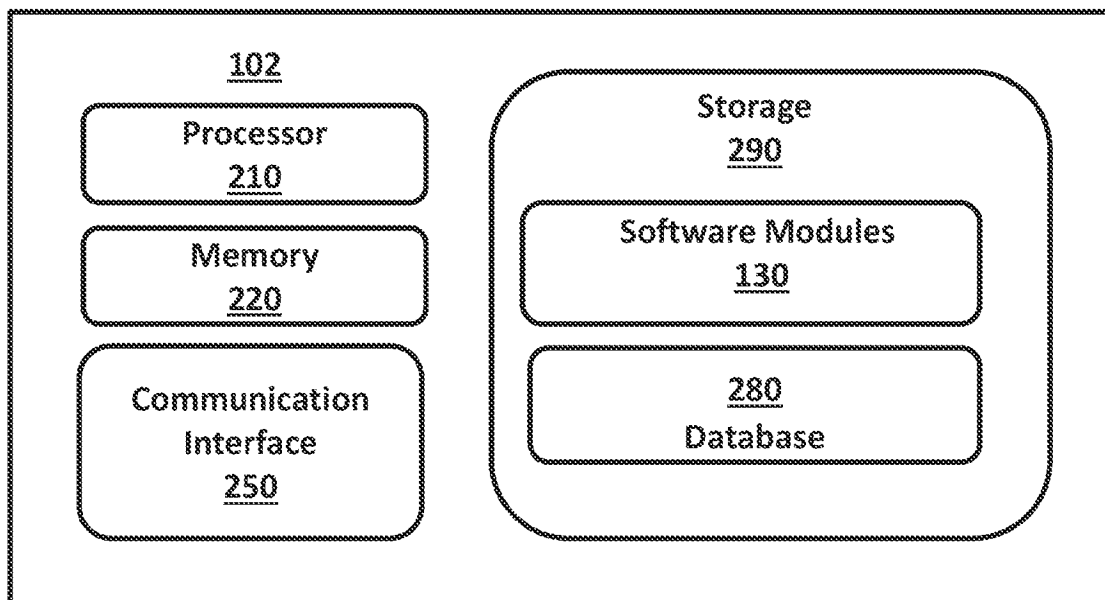 102
Processor
210
Memory
220
Communication
Interface
250
Storage
290
Software Modules
130
280
Database